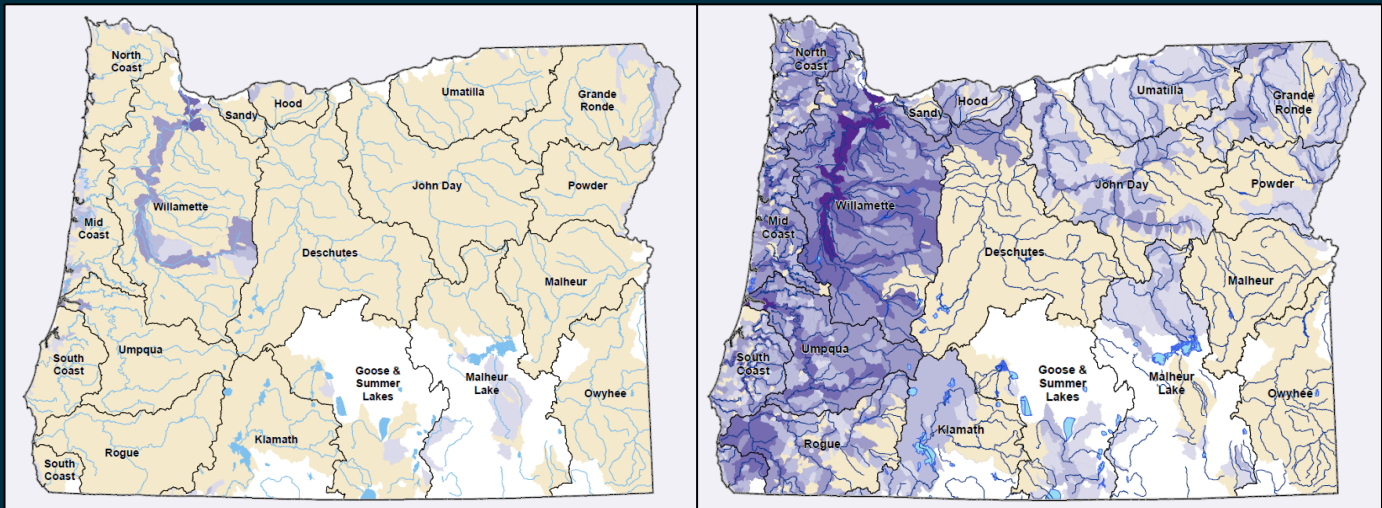 North
Coast
Sandy
Hood
Umatilla
Grande
Ronde
John Day
Powder
Willamette
Mid
Coast
Deschutes
Malheur
Umpqua
South
Coast
Goose &
Summer
Lakes
Malheur
Lake
Owyhee
Klamath
Rogue
South
Coast
North
Coast
Sandy
Hood
Umatilla
Grande
Ronde
John Day
Powder
Willamette
Mid
Coast
Deschutes
Malheur
Umpqua
South
Coast
Goose &
Summer
Lakes
Malheur
Lake
Owyhee
Klamath
Rogue